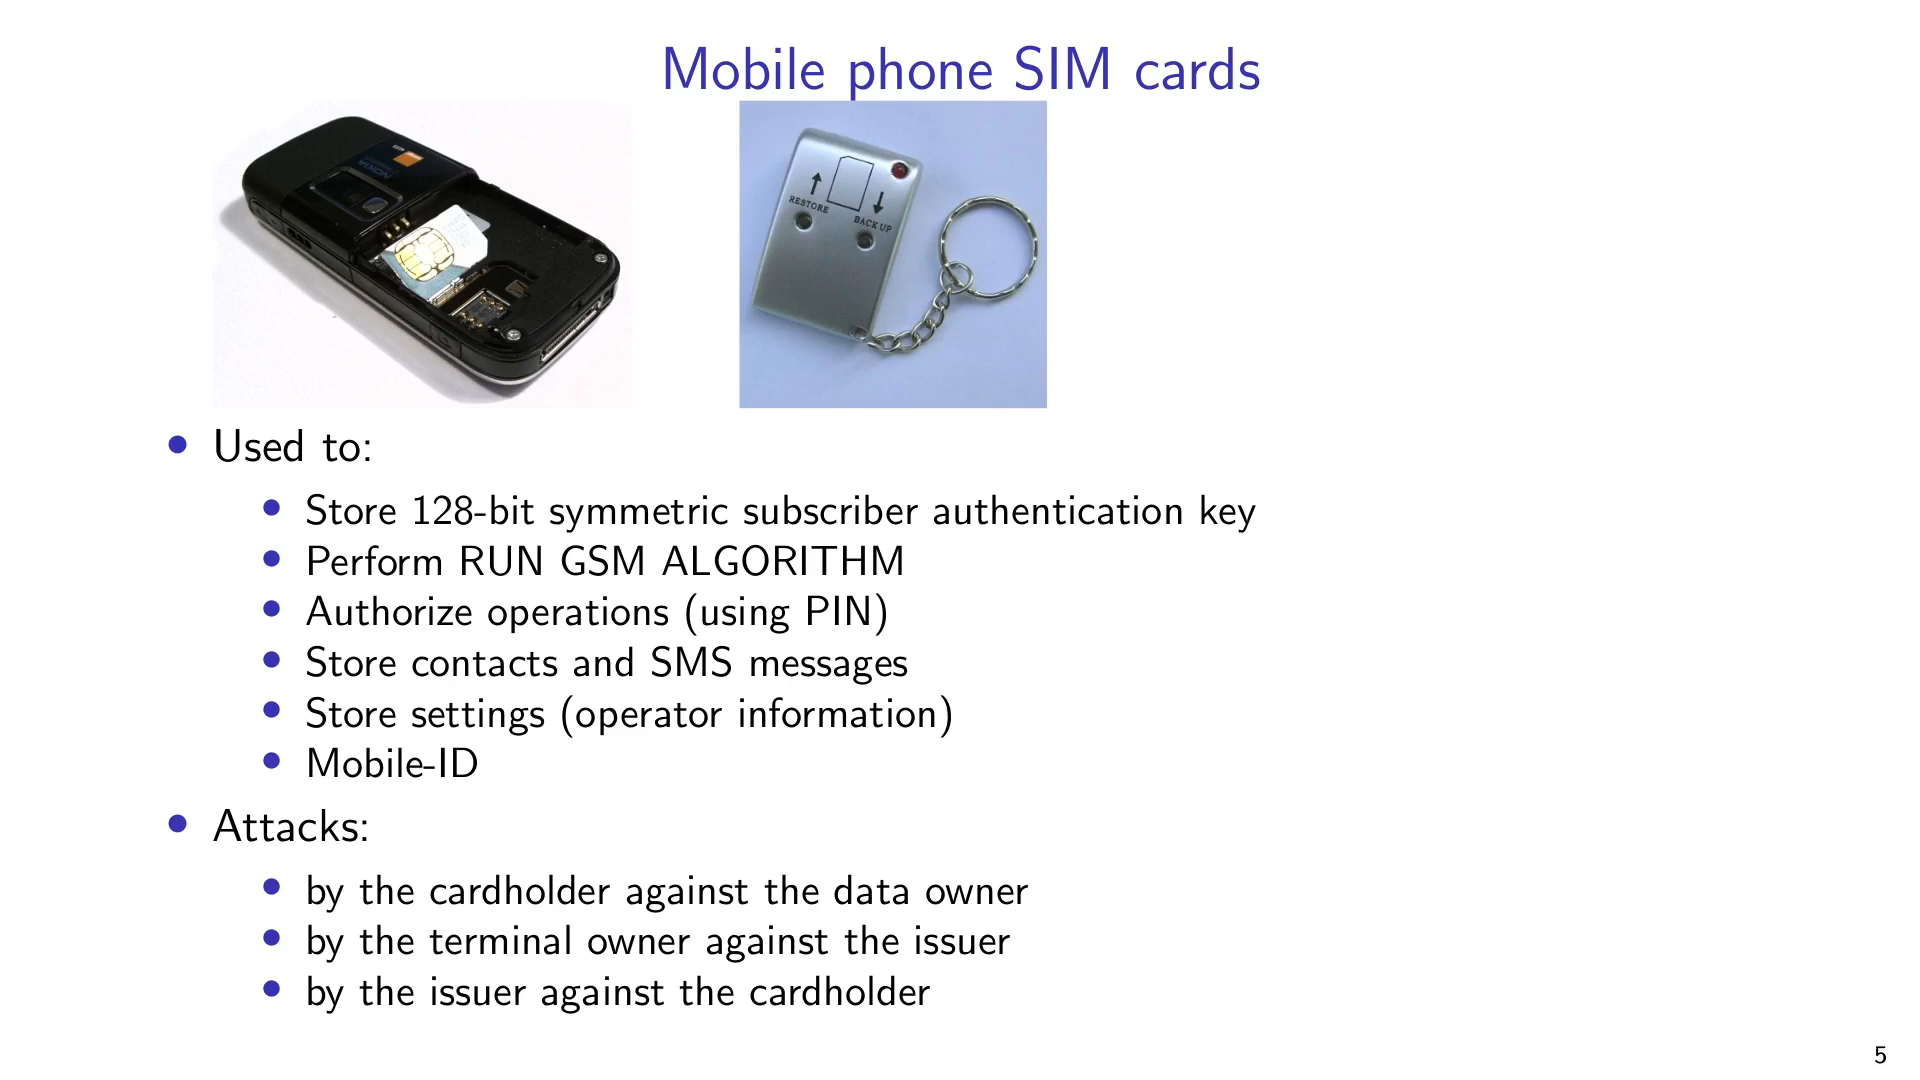 Mobile phone SIM cards
NOKIA
RESTORE
BACK UP
• Used to:
• Store 128-bit symmetric subscriber authentication key
• Perform RUN GSM ALGORITHM
• Authorize operations (using PIN)
• Store contacts and SMS messages
• Store settings (operator information)
• Mobile-ID
• Attacks:
• by the cardholder against the data owner
• by the terminal owner against the issuer
• by the issuer against the cardholder
5